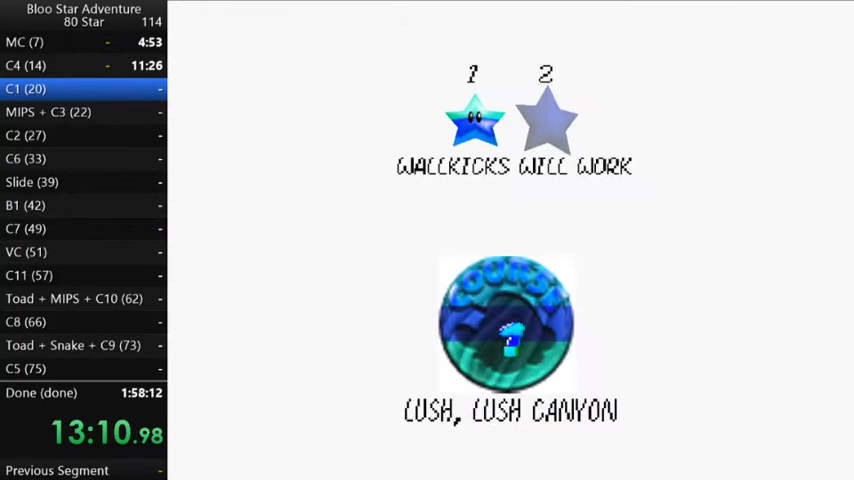 Bloo Star Adventure
80 Star 114
MC (7) - 4:53
C4 (14) - 11:26
C1 (20) -
MIPS + C3 (22) -
C2 (27) -
C6 (33) -
Slide (39) -
B1 (42) -
C7 (49) -
VC (51) -
C11 (57) -
Toad + MIPS + C10 (62) -
C8 (66) -
Toad + Snake + C9 (73) -
C5 (75) -
Done (done) 1:58:12
13:10.98
Previous Segment -
1 2
WALLKICKS WILL WORK
COURSE
LUSH, LUSH CANYON